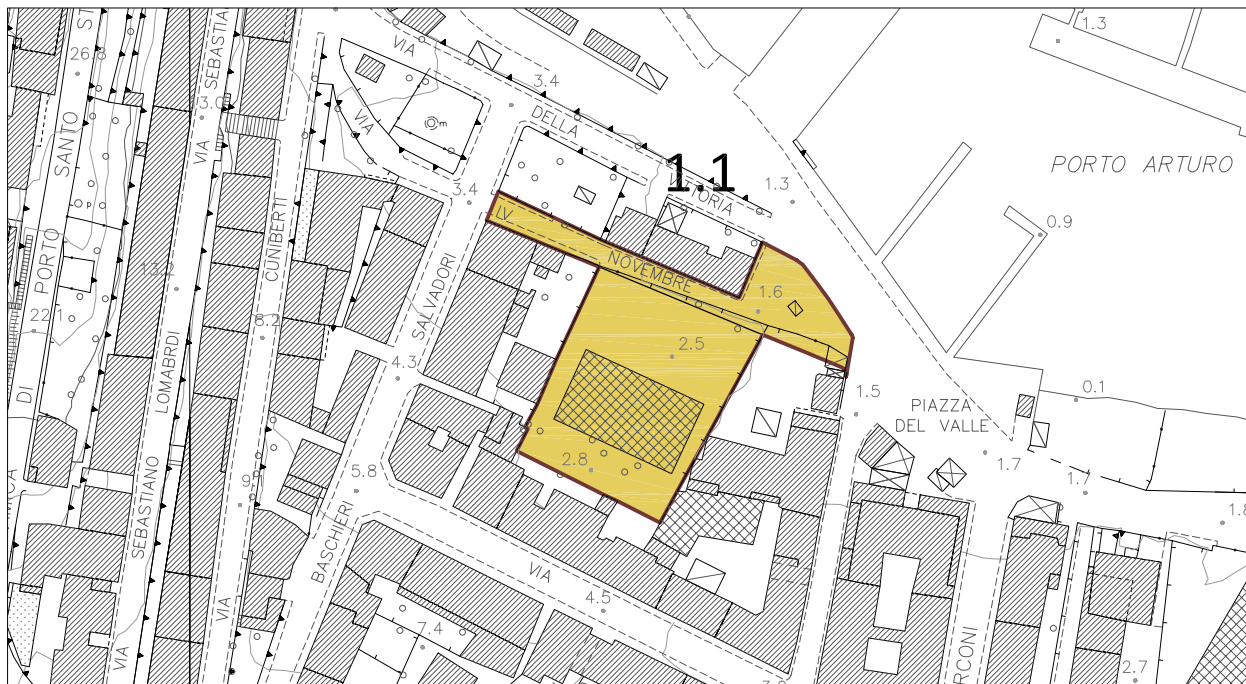 1.3
26.8
VIA
3.4
3.0
VIA SEBASTIA
DI PORTO SANTO ST
VIA
DELLA
VITTORIA
1.1
1.3
PORTO ARTURO
m
3.4
P
0.9
LV
NOVEMBRE
13.2
CUNIBERTI
SALVADORI
1.6
22.1
8.2
2.5
4.3
0.1
1.5
PIAZZA
DEL VALLE
LOMABRDI
SEBASTIANO
2.8
5.8
1.7
1.7
9.1
1.8
BASCHIERI
VIA
4.5
VIA
VIA
7.4
RCONI
2.7